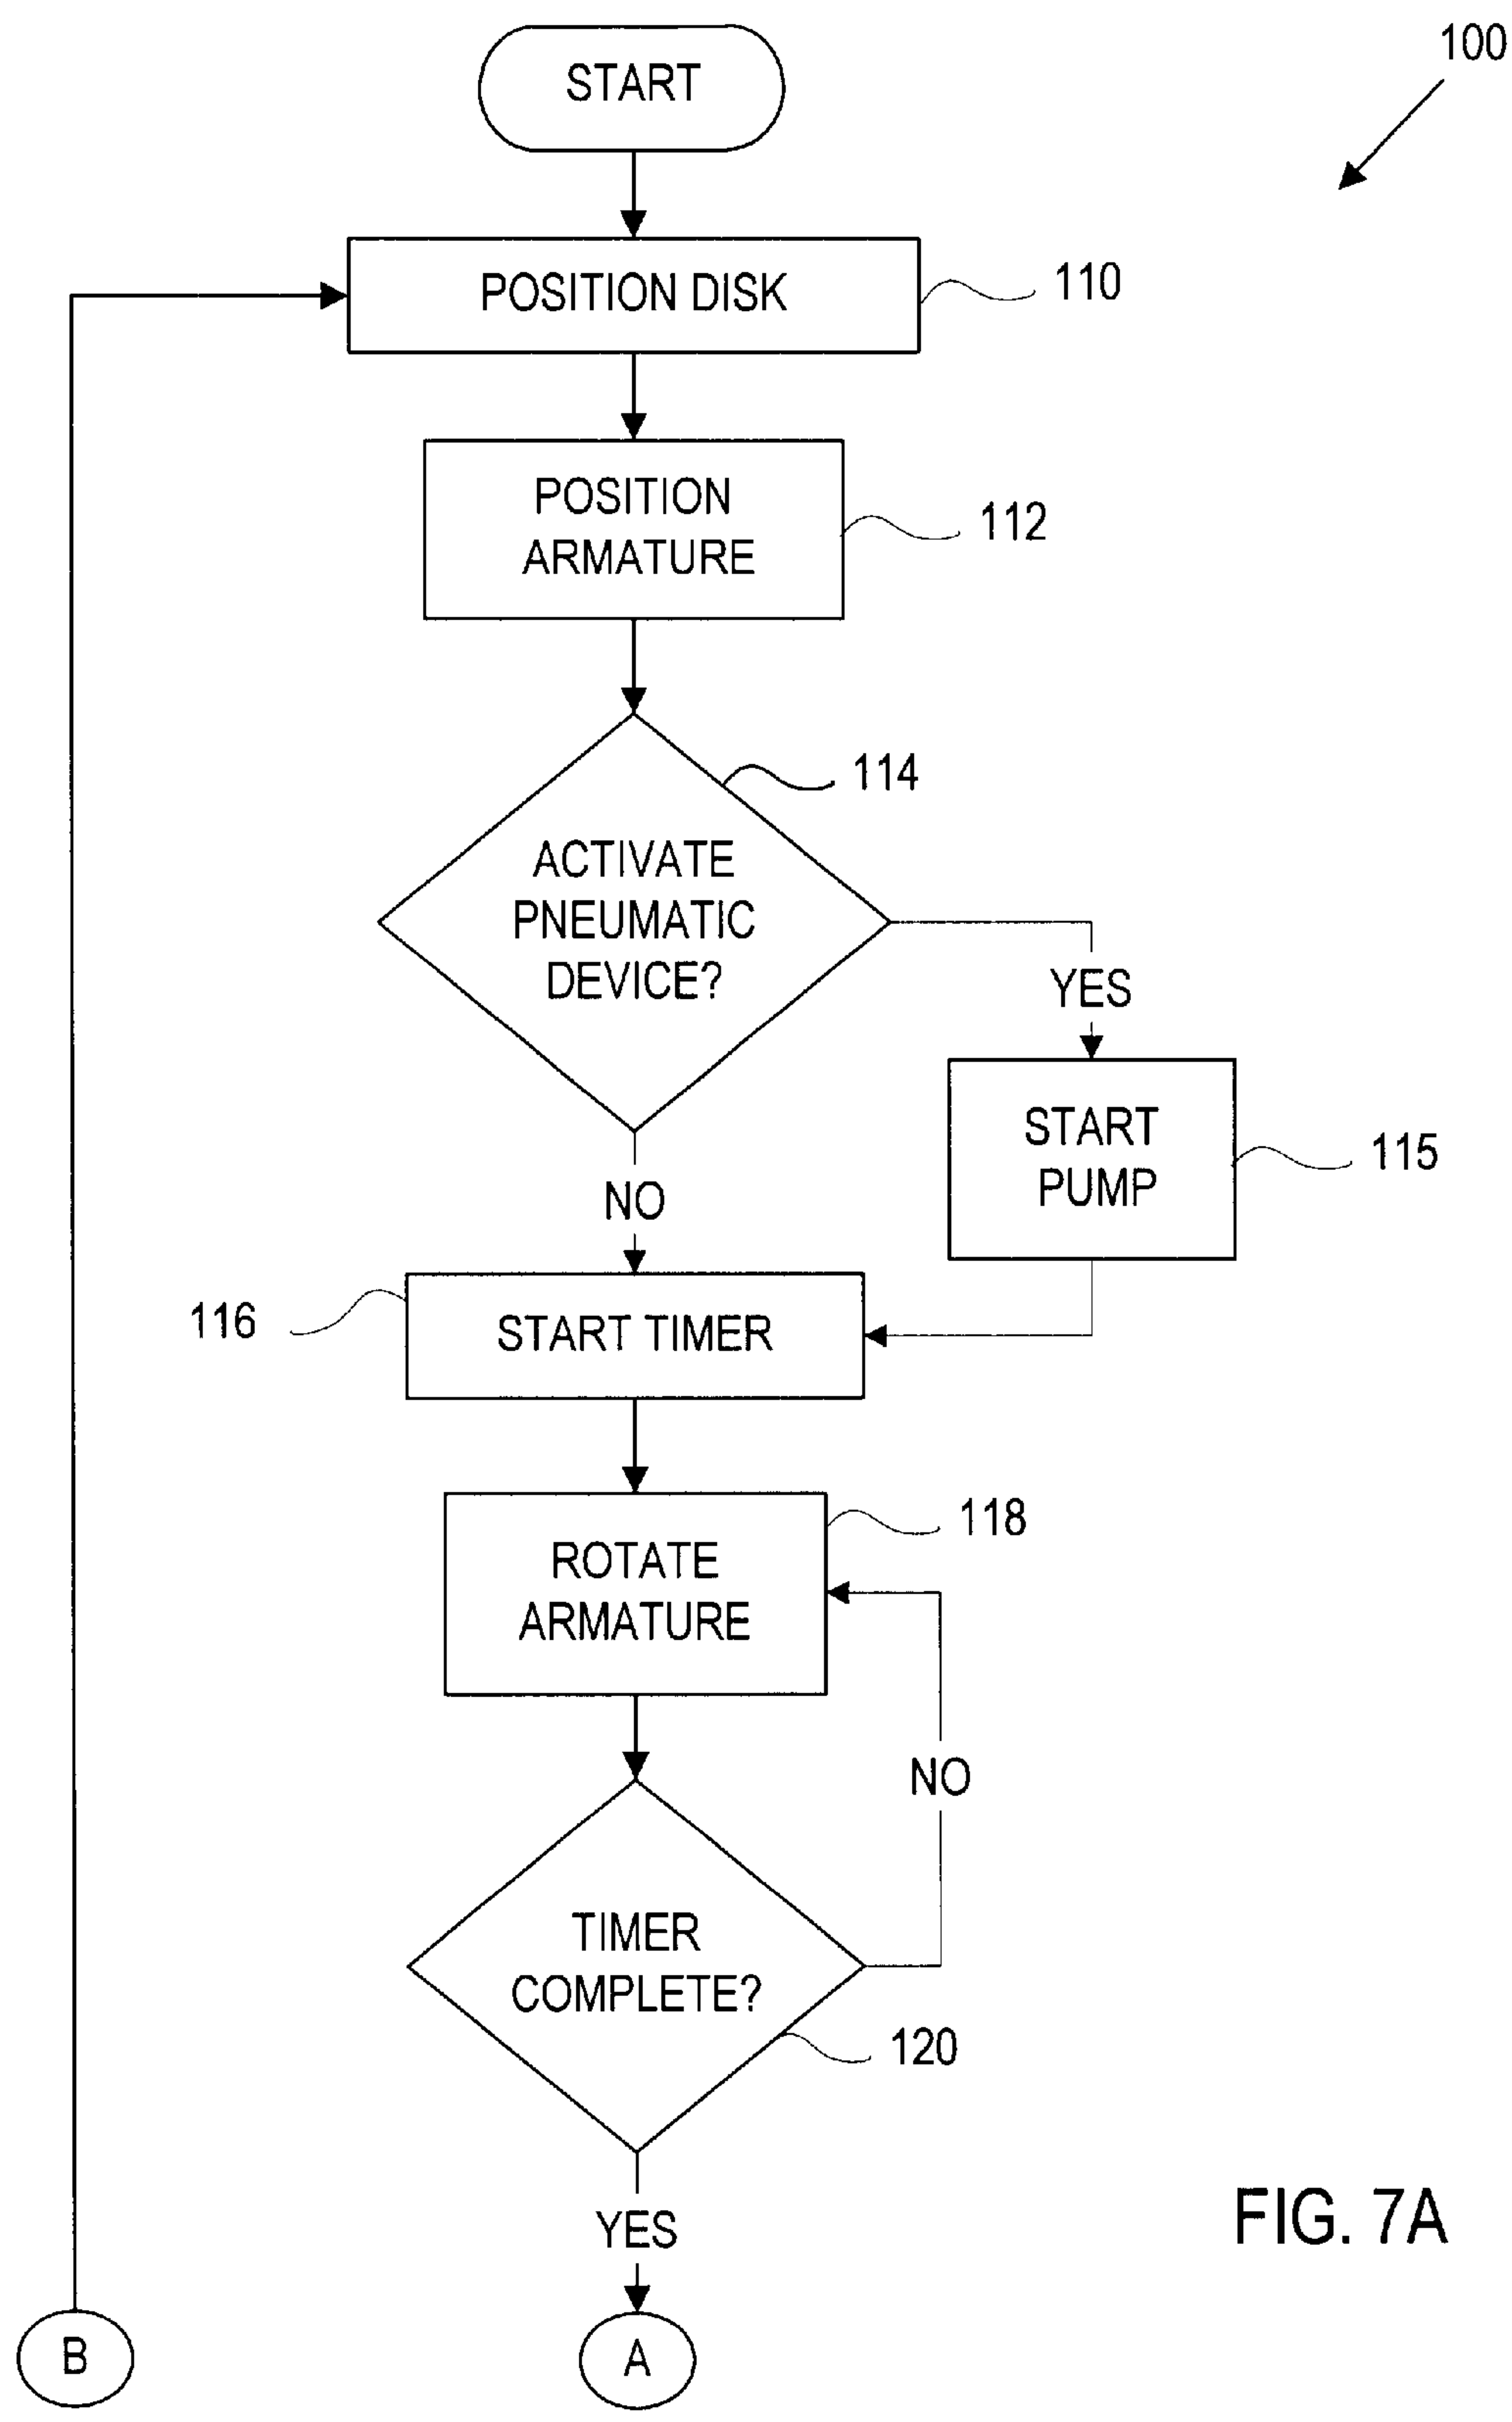 100
START
POSITION DISK
110
POSITION
ARMATURE
112
114
ACTIVATE
PNEUMATIC
DEVICE?
YES
START
PUMP
115
NO
116
START TIMER
118
ROTATE
ARMATURE
NO
TIMER
COMPLETE?
120
YES
FIG. 7A
B
A